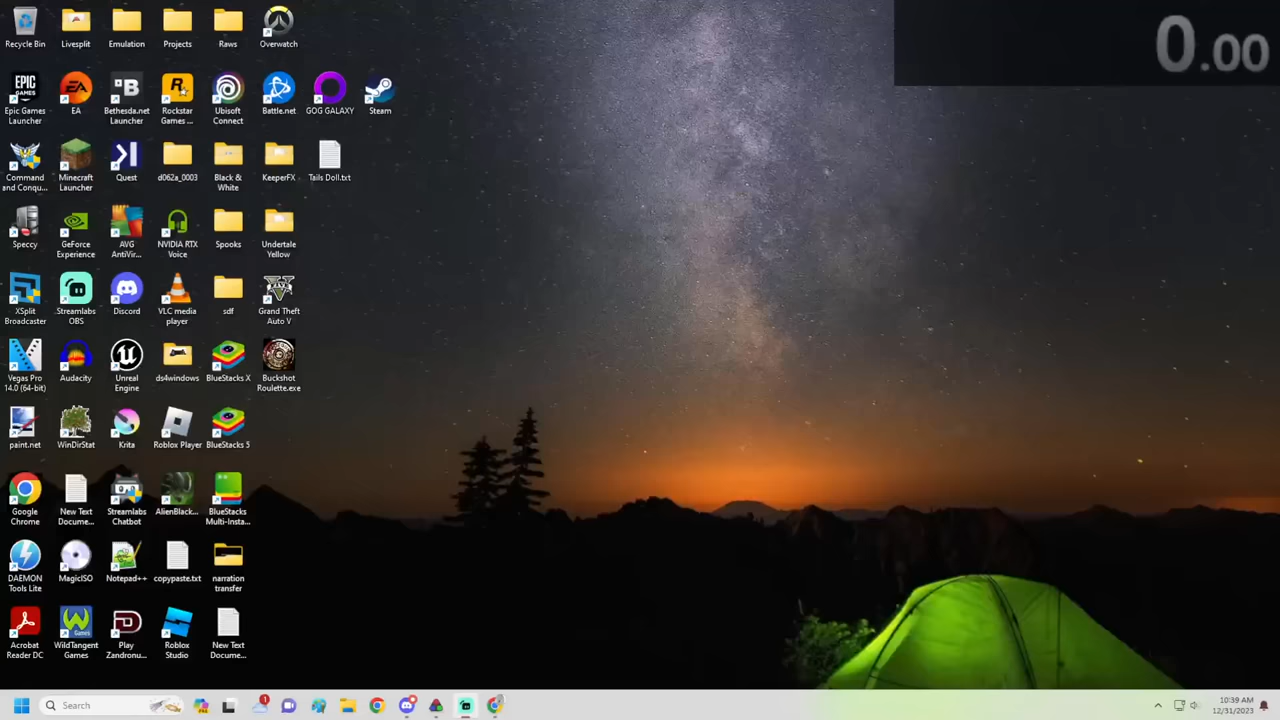 0.00
Recycle Bin
Livesplit
Emulation
Projects
Raws
Overwatch
Epic Games
Launcher
EA
Bethesda.net
Launcher
Rockstar
Games ...
Ubisoft
Connect
Battle.net
GOG GALAXY
Steam
Command
and Conqu...
Minecraft
Launcher
Quest
d062a_0003
Black &
White
KeeperFX
Tails Doll.txt
Speccy
GeForce
Experience
AVG
AntiVir...
NVIDIA RTX
Voice
Spooks
Undertale
Yellow
XSplit
Broadcaster
Streamlabs
OBS
Discord
VLC media
player
sdf
Grand Theft
Auto V
Vegas Pro
14.0 (64-bit)
Audacity
Unreal
Engine
ds4windows
BlueStacks X
Buckshot
Roulette.exe
paint.net
WinDirStat
Krita
Roblox Player
BlueStacks 5
Google
Chrome
New Text
Docume...
Streamlabs
Chatbot
AlienBlack...
BlueStacks
Multi-Insta...
DAEMON
Tools Lite
MagicISO
Notepad++
copypaste.txt
narration
transfer
Acrobat
Reader DC
WildTangent
Games
Play
Zandronu...
Roblox
Studio
New Text
Docume...
Search
10:39 AM
12/31/2023